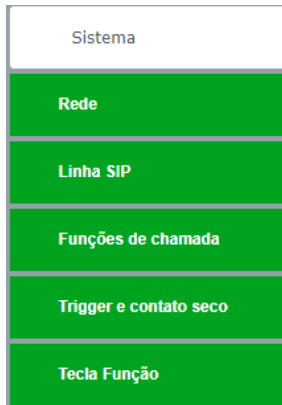 Sistema
Rede
Linha SIP
Funções de chamada
Trigger e contato seco
Tecla Função